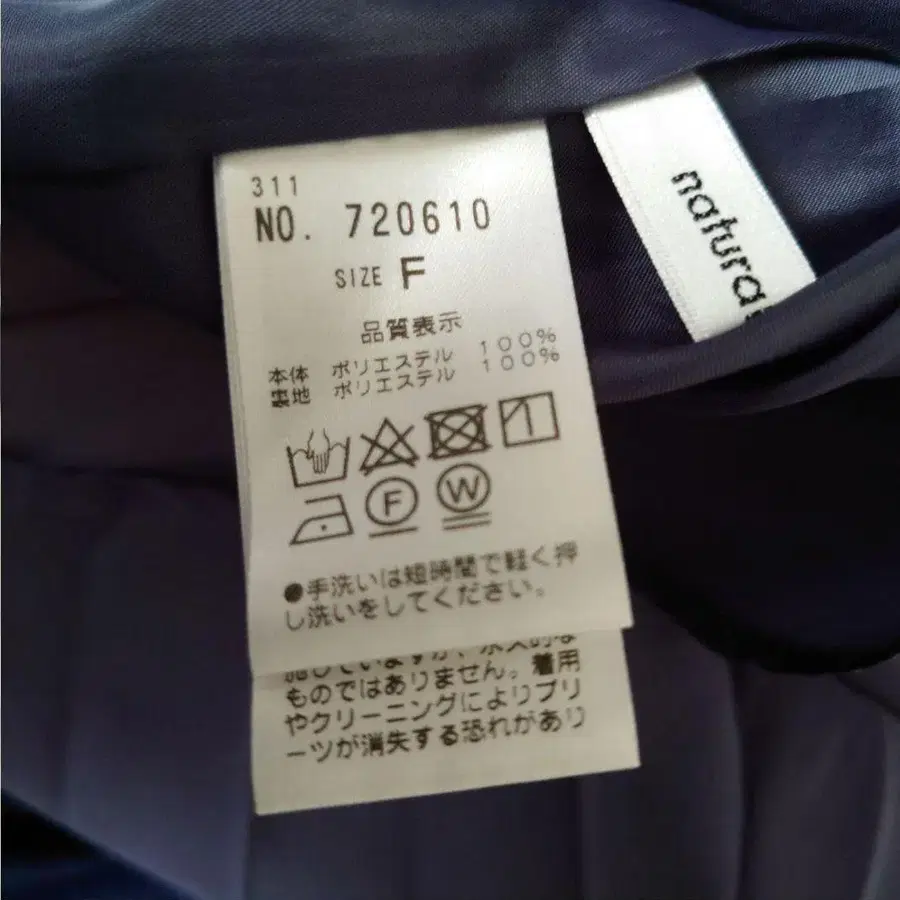 311
NO. 720610
SIZE F
品質表示
本体 ポリエステル 100%
裏地 ポリエステル 100%
F
W
●手洗いは短時間で軽く押
し洗いをしてください。
ものではありません。着用
やクリーニングによりプリ
ーツが消失する恐れがあり